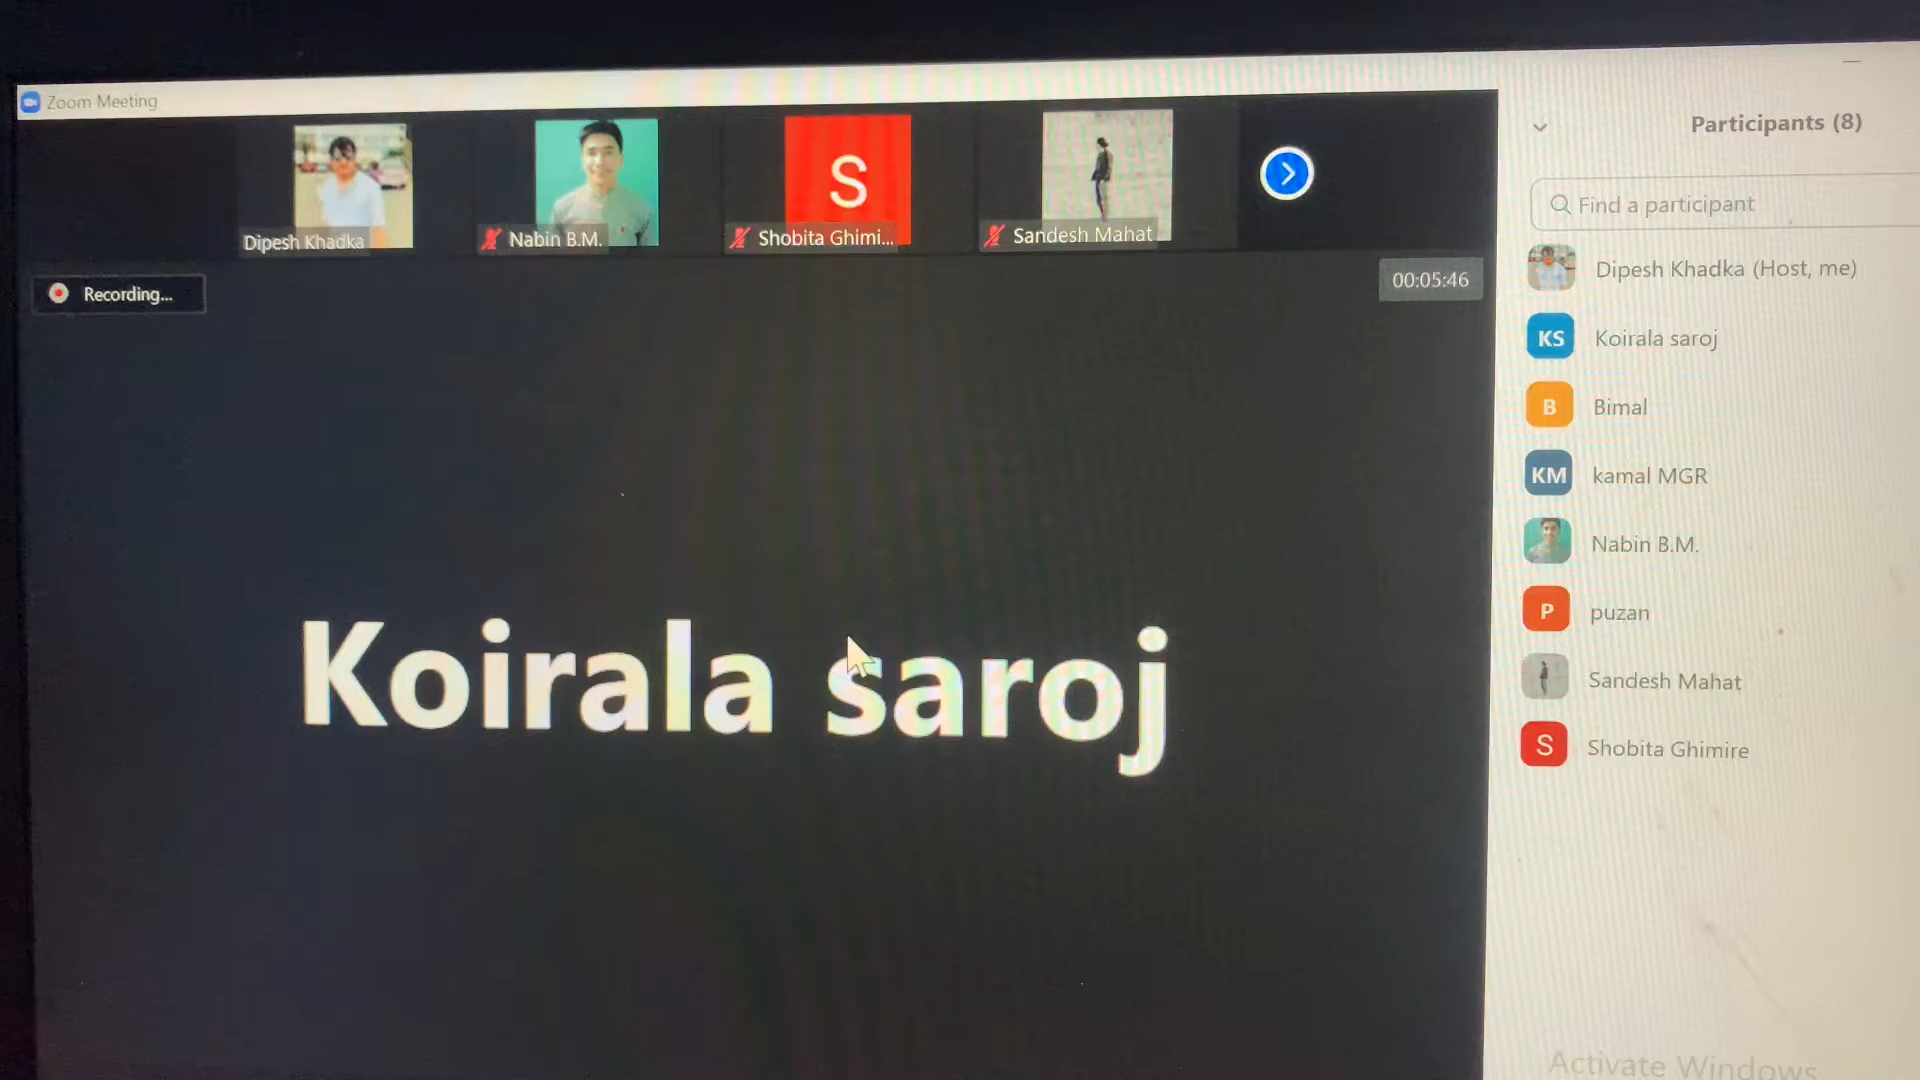 Zoom Meeting
Dipesh Khadka
Nabin B.M.
S
Shobita Ghimi...
Sandesh Mahat
Recording...
00:05:46
Koirala saroj
Participants (8)
Find a participant
Dipesh Khadka (Host, me)
KS Koirala saroj
B Bimal
KM kamal MGR
Nabin B.M.
P puzan
Sandesh Mahat
S Shobita Ghimire
Activate Windows